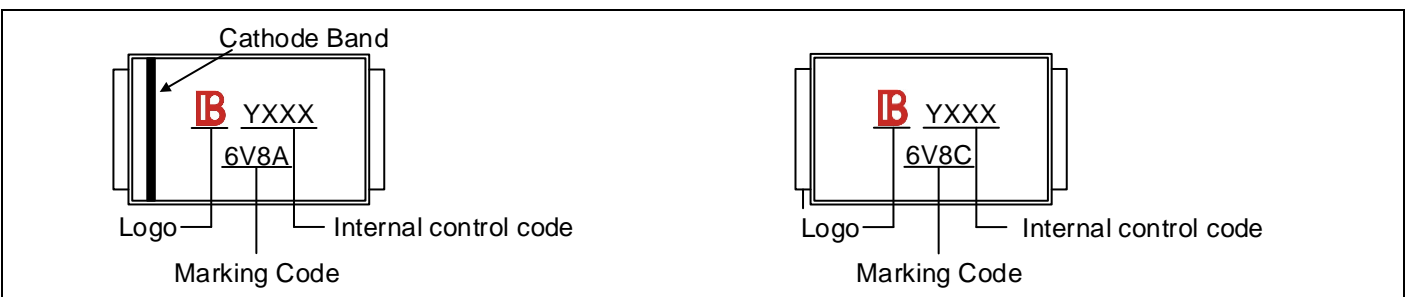 Cathode Band
B YXXX
6V8A
Logo
Internal control code
Marking Code
B YXXX
6V8C
Logo
Internal control code
Marking Code